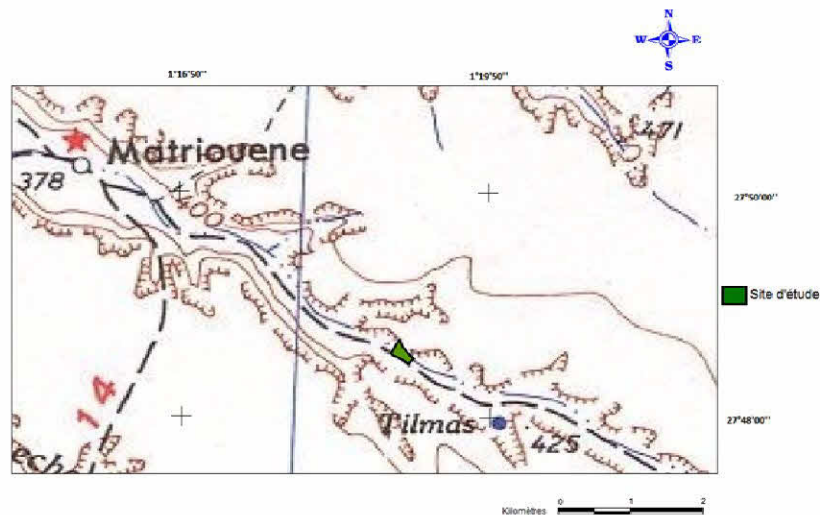 N
W E
S
1°16'50" 1°19'50"
471
Matriouene
378
400
27°50'00"
Site d'étude
14
Tilmas
27°48'00"
425
ech
Kilomètres 0 1 2